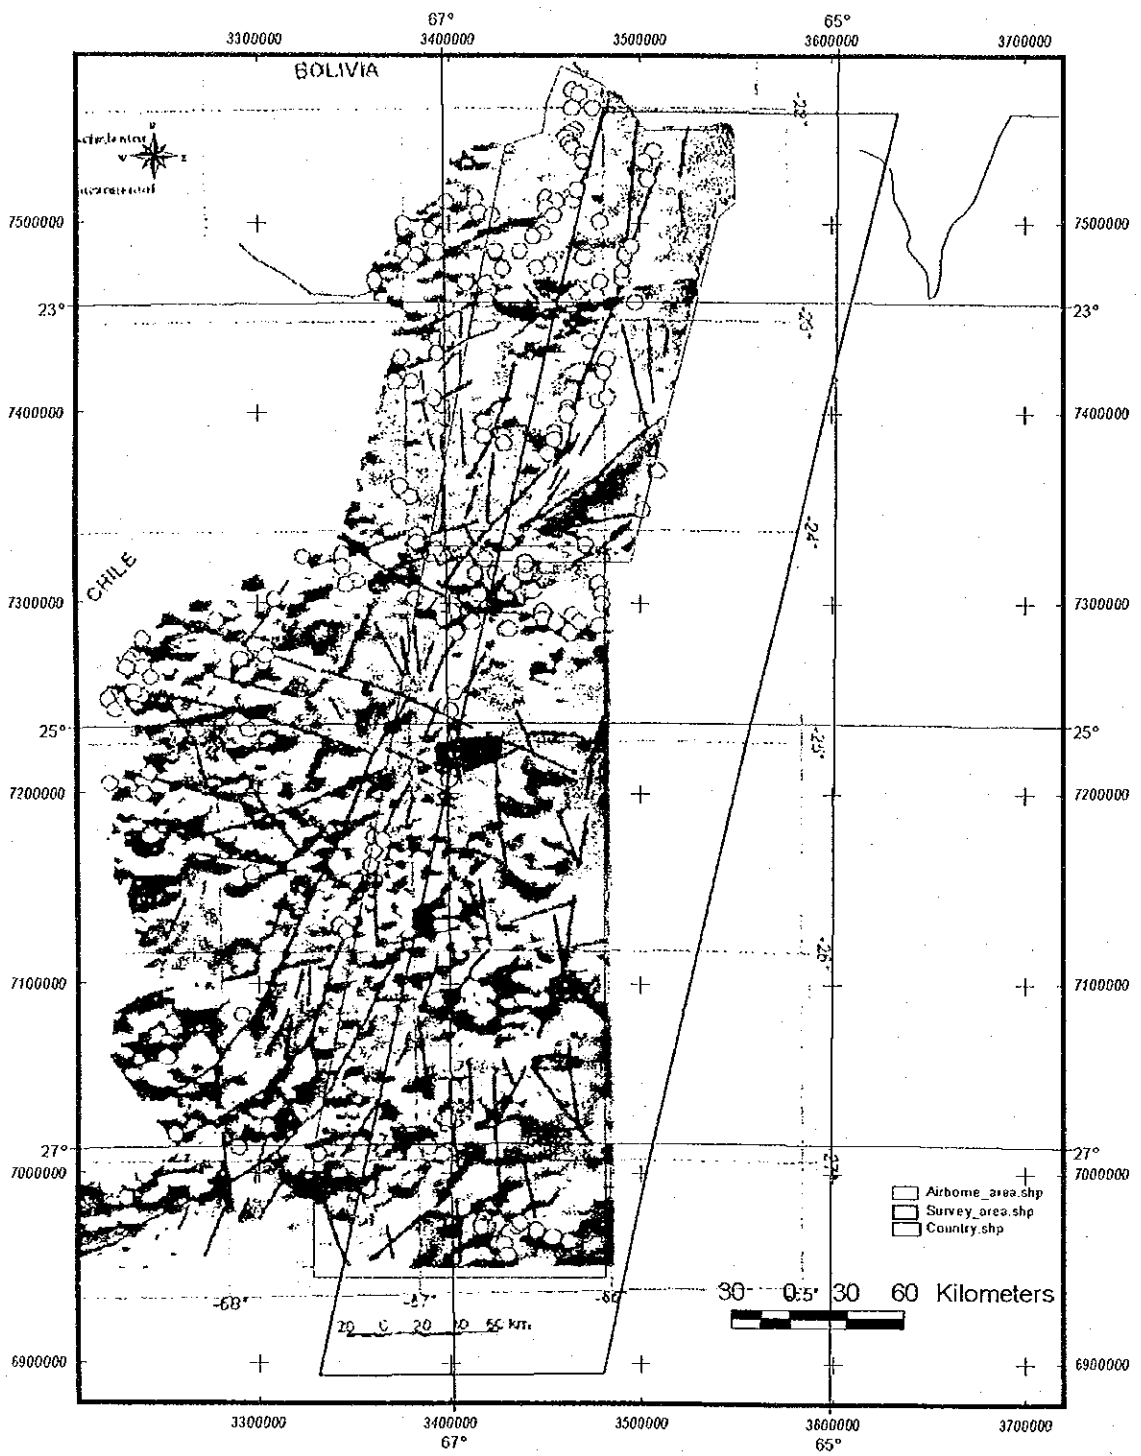 67° 65°
3300000 3400000 3500000 3600000 3700000
BOLIVIA
-22°
7500000 7500000
23° 23°
-23°
7400000 7400000
-24°
CHILE
7300000 7300000
25° 25°
-25°
7200000 7200000
-26°
7100000 7100000
27° 27°
7000000 7000000
-27°
Airborne_area.shp
Survey_area.shp
Country.shp
-68° -67°
30 0 30 60 Kilometers
20 0 20 km.
6900000 6900000
3300000 3400000 3500000 3800000 3700000
67° 65°